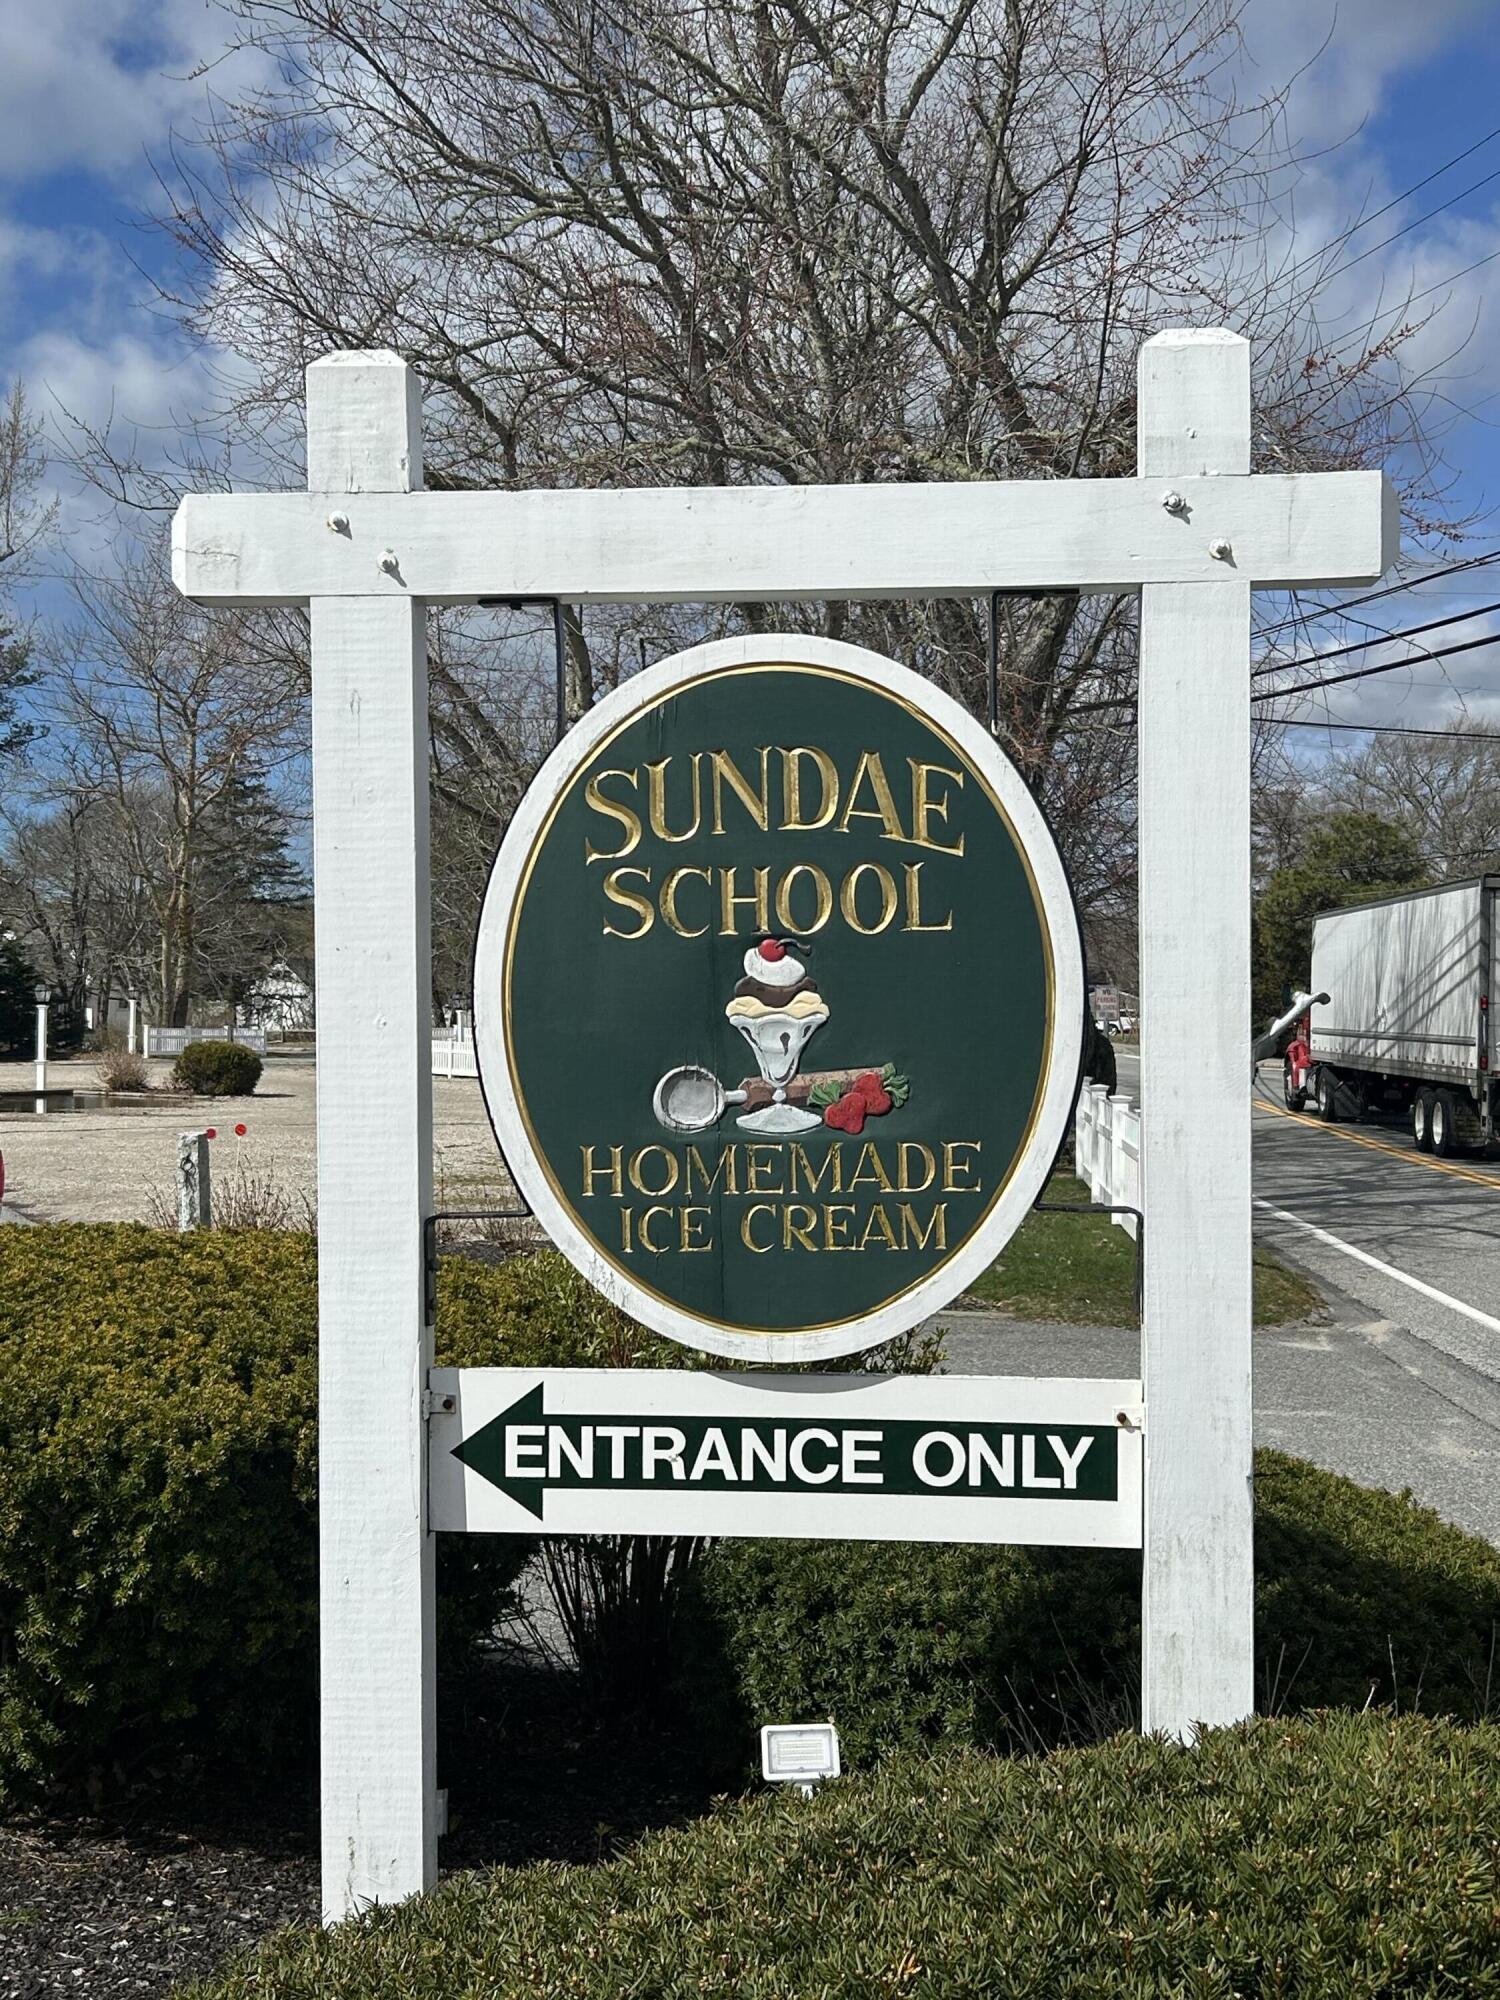 SUNDAE
SCHOOL
HOMEMADE
ICE CREAM
ENTRANCE ONLY